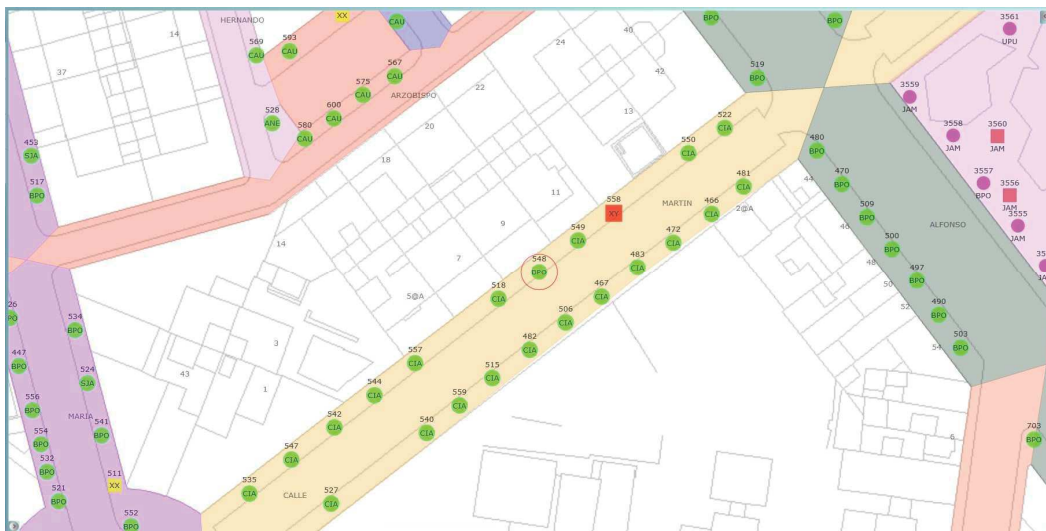 HERNANDO
14
569
CAU
593
CAU
XX
CAU
37
567
CAU
575
CAU
ARZOBISPO
600
CAU
580
CAU
528
ANE
453
SJA
517
BPO
22
20
18
14
24
40
42
13
11
9
7
5@A
3
1
43
BPO
BPO
519
BPO
522
CIA
550
CIA
558
XY
MARTIN
549
CIA
548
518
CIA
557
CIA
544
CIA
542
CIA
547
CIA
535
CIA
CALLE
527
CIA
540
CIA
559
CIA
515
CIA
482
CIA
506
CIA
467
CIA
483
CIA
472
CIA
466
CIA
481
CIA
2@A
44
46
48
50
52
54
6
480
BPO
470
BPO
509
BPO
500
BPO
497
BPO
490
BPO
503
BPO
ALFONSO
703
BPO
3561
UPU
3559
JAM
3558
JAM
3560
JAM
3557
BPO
3556
JAM
3555
JAM
26
BPO
534
BPO
447
BPO
524
SJA
556
BPO
MARÍA
554
BPO
541
BPO
532
BPO
511
XX
521
BPO
552
BPO